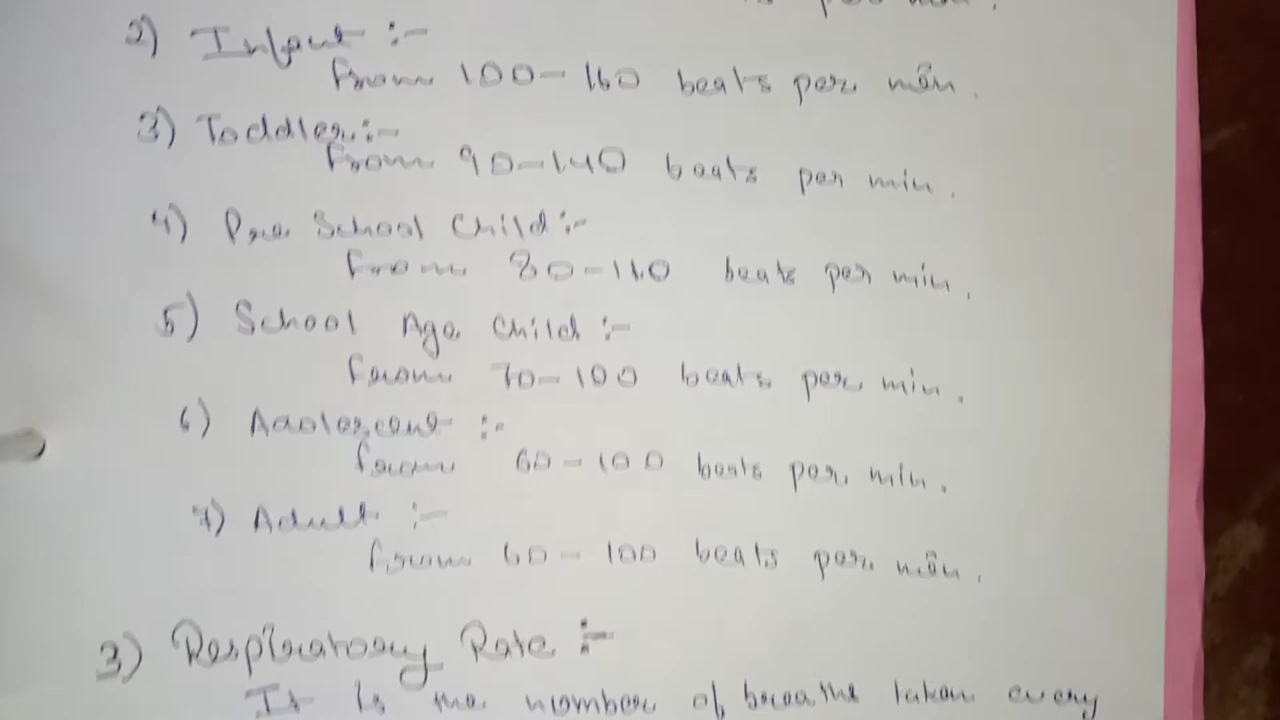 per min.
2) Infant :-
from 100-160 beats per min.
3) Toddler:-
from 90-140 beats per min.
4) Pre School Child:-
from 80-110 beats per min.
5) School Age Child :-
from 70-100 beats per min.
6) Adolescent :-
from 60-100 beats per min.
7) Adult :-
from 60-100 beats per min.
3) Respiratory Rate :-
It is the number of breaths taken every